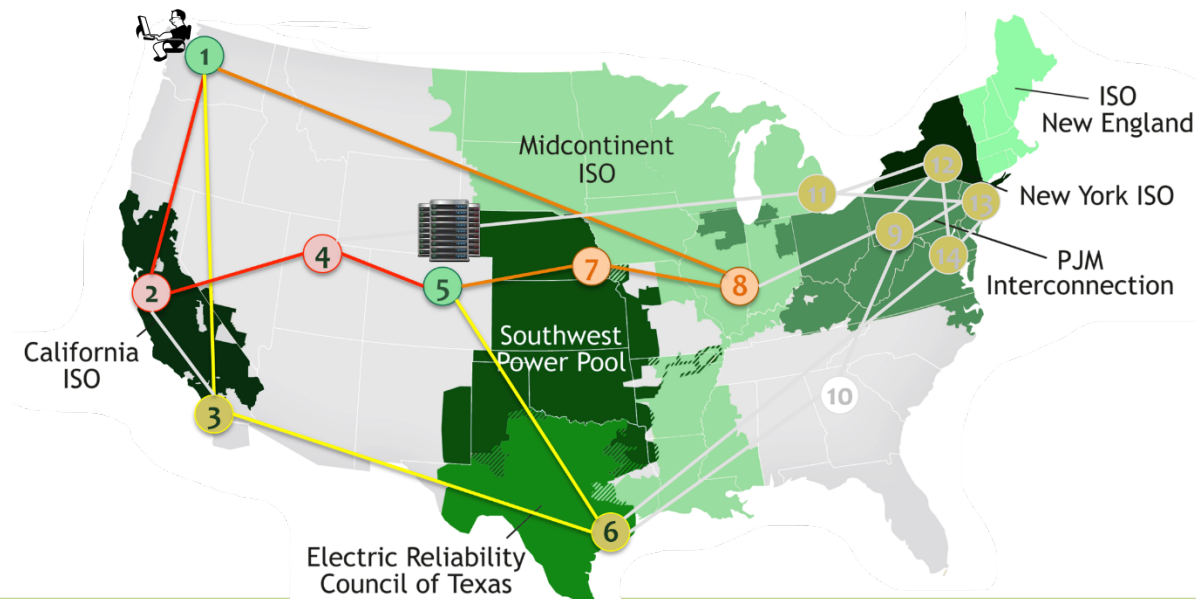 1
ISO
New England
Midcontinent
ISO
12
11
New York ISO
13
9
4
14
PJM
Interconnection
7
5
8
2
Southwest
Power Pool
California
ISO
10
3
6
Electric Reliability
Council of Texas